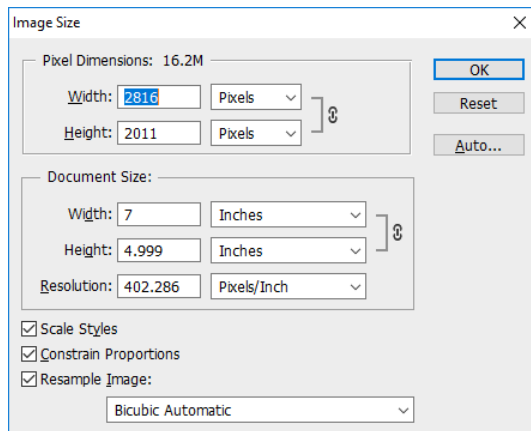 Image Size
Pixel Dimensions: 16.2M
OK
Width: 2816 Pixels
Reset
Height: 2011 Pixels
Auto...
Document Size:
Width: 7 Inches
Height: 4.999 Inches
Resolution: 402.286 Pixels/Inch
Scale Styles
Constrain Proportions
Resample Image:
Bicubic Automatic